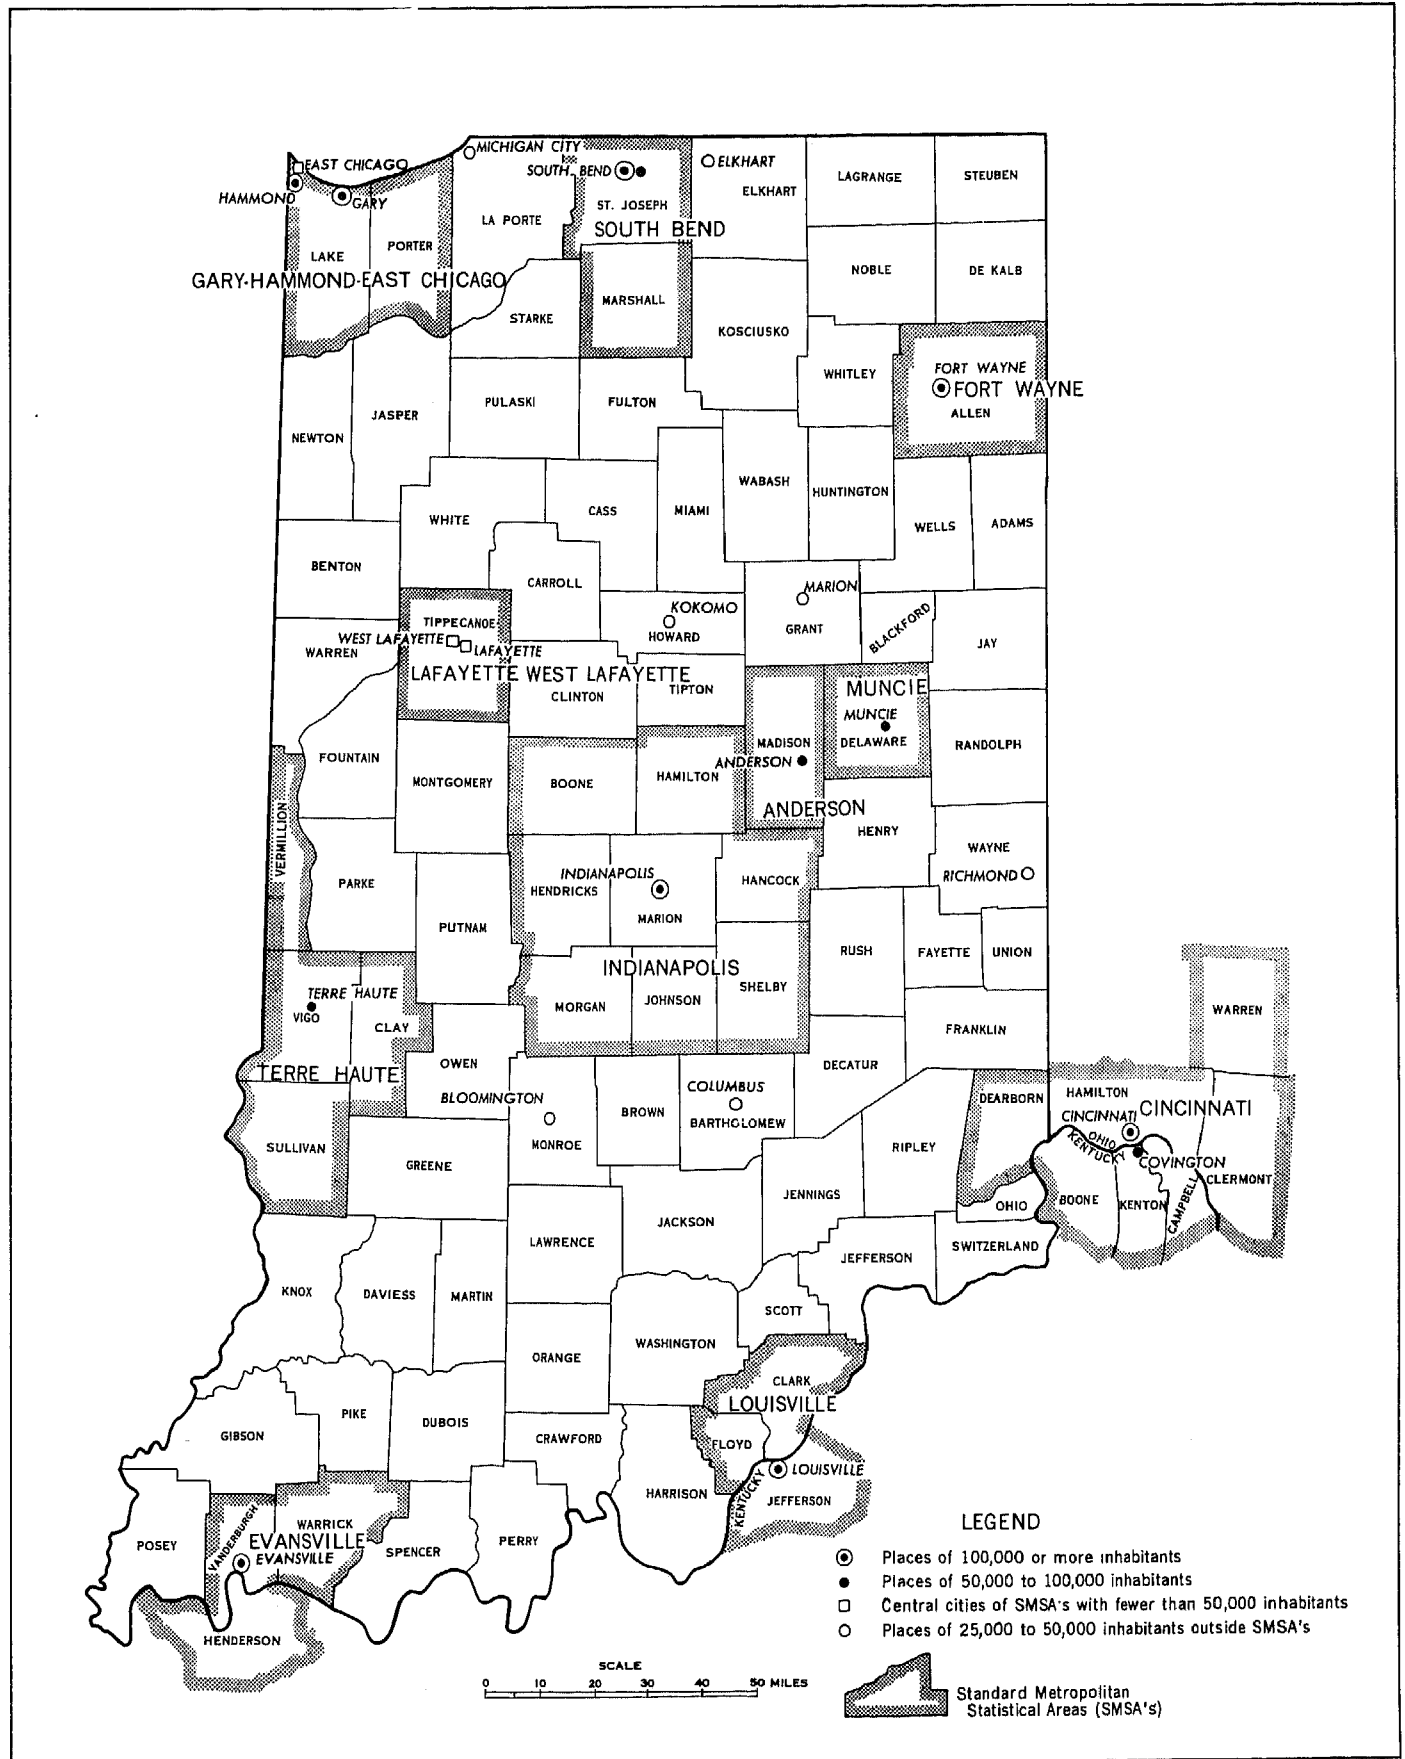 MICHIGAN CITY
EAST CHICAGO
SOUTH BEND
ELKHART
ELKHART
LAGRANGE
STEUBEN
HAMMOND
GARY
ST. JOSEPH
LA PORTE
SOUTH BEND
PORTER
LAKE
GARY-HAMMOND-EAST CHICAGO
NOBLE
DE KALB
MARSHALL
STARKE
KOSCIUSKO
WHITLEY
FORT WAYNE
FORT WAYNE
ALLEN
PULASKI
FULTON
JASPER
NEWTON
WABASH
HUNTINGTON
WHITE
CASS
MIAMI
WELLS
ADAMS
BENTON
CARROLL
MARION
KOKOMO
HOWARD
GRANT
BLACKFORD
JAY
TIPPECANOE
WEST LAFAYETTE
LAFAYETTE
WARREN
LAFAYETTE WEST LAFAYETTE
CLINTON
TIPTON
MUNCIE
MUNCIE
DELAWARE
MADISON
ANDERSON
RANDOLPH
FOUNTAIN
MONTGOMERY
BOONE
HAMILTON
ANDERSON
HENRY
VERMILLION
WAYNE
RICHMOND
PARKE
INDIANAPOLIS
HENDRICKS
HANCOCK
MARION
PUTNAM
RUSH
FAYETTE
UNION
INDIANAPOLIS
SHELBY
TERRE HAUTE
VIGO
CLAY
MORGAN
JOHNSON
WARREN
FRANKLIN
OWEN
DECATUR
TERRE HAUTE
BLOOMINGTON
COLUMBUS
BROWN
BARTHOLOMEW
MONROE
DEARBORN
HAMILTON
CINCINNATI
CINCINNATI
OHIO
KENTUCKY
COVINGTON
SULLIVAN
GREENE
RIPLEY
CLERMONT
JENNINGS
OHIO
BOONE
KENTON
CAMPBELL
JACKSON
LAWRENCE
JEFFERSON
SWITZERLAND
KNOX
DAVIESS
MARTIN
SCOTT
WASHINGTON
ORANGE
CLARK
LOUISVILLE
PIKE
DUBOIS
GIBSON
CRAWFORD
FLOYD
LOUISVILLE
KENTUCKY
JEFFERSON
HARRISON
POSEY
VANDERBURGH
WARRICK
EVANSVILLE
EVANSVILLE
SPENCER
PERRY
HENDERSON
LEGEND
Places of 100,000 or more inhabitants
Places of 50,000 to 100,000 inhabitants
Central cities of SMSA's with fewer than 50,000 inhabitants
Places of 25,000 to 50,000 inhabitants outside SMSA's
SCALE
0 10 20 30 40 50 MILES
Standard Metropolitan
Statistical Areas (SMSA's)